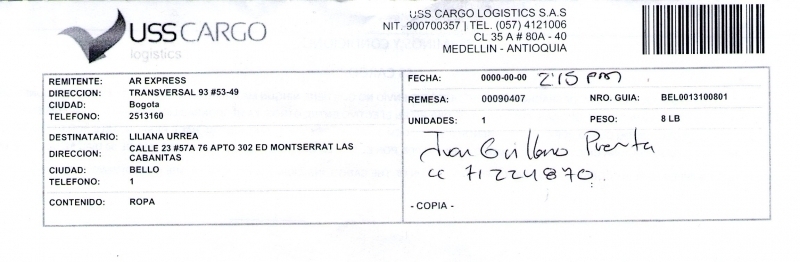 USSCARGO
logistics
USS CARGO LOGISTICS S.A.S
NIT. 900700357 | TEL. (057) 4121006
CL 35 A # 80A - 40
MEDELLIN - ANTIOQUIA
REMITENTE: AR EXPRESS
DIRECCION: TRANSVERSAL 93 #53-49
CIUDAD: Bogota
TELEFONO: 2513160
DESTINATARIO: LILIANA URREA
DIRECCION: CALLE 23 #57A 76 APTO 302 ED MONTSERRAT LAS
CABANITAS
CIUDAD: BELLO
TELEFONO: 1
CONTENIDO: ROPA
FECHA: 0000-00-00 2:15 pm
REMESA: 00090407 NRO. GUIA: BEL0013100801
UNIDADES: 1 PESO: 8 LB
Juan Guillermo
cc 71224870.
- COPIA -